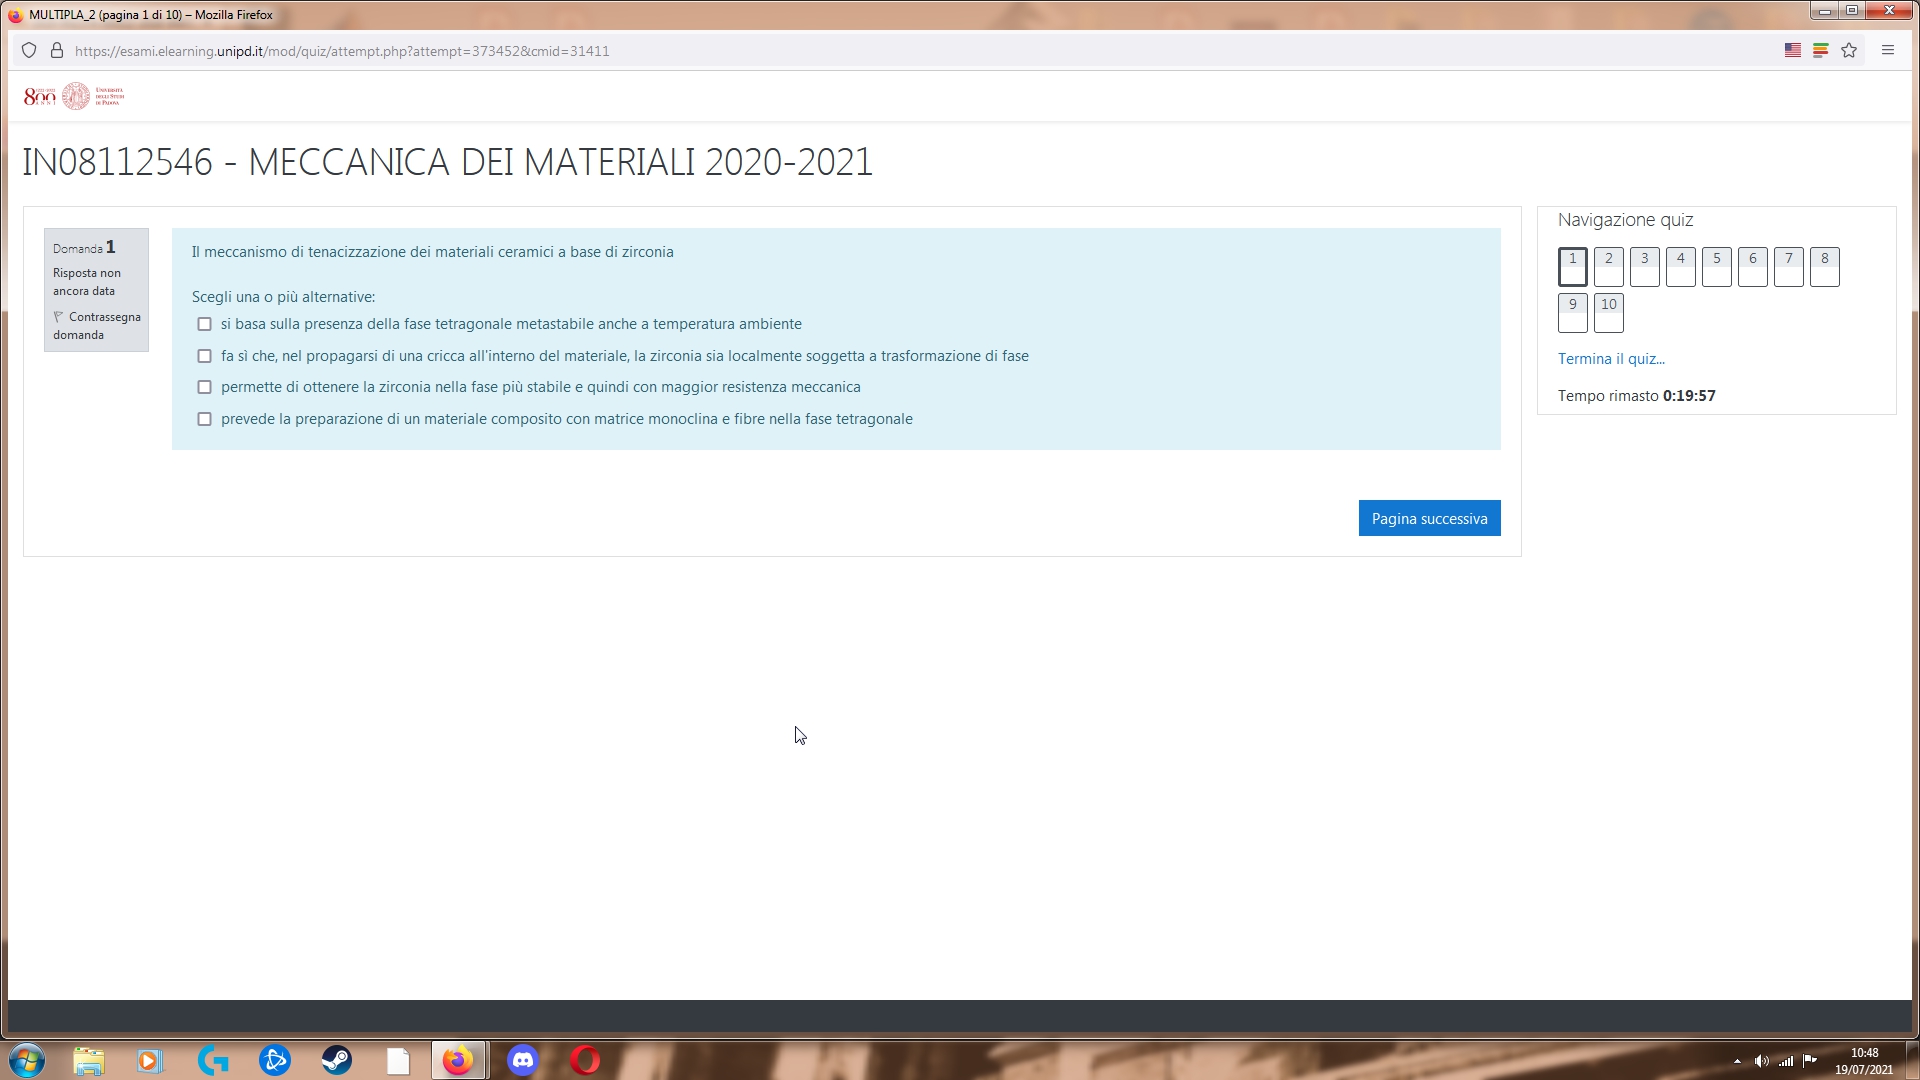 MULTIPLA_2 (pagina 1 di 10) – Mozilla Firefox
https://esami.elearning.unipd.it/mod/quiz/attempt.php?attempt=373452&cmid=31411
800
ANNI
UNIVERSITÀ
DEGLI STUDI
DI PADOVA
IN08112546 - MECCANICA DEI MATERIALI 2020-2021
Domanda 1
Risposta non
ancora data
Contrassegna
domanda
Il meccanismo di tenacizzazione dei materiali ceramici a base di zirconia
Scegli una o più alternative:
si basa sulla presenza della fase tetragonale metastabile anche a temperatura ambiente
fa sì che, nel propagarsi di una cricca all'interno del materiale, la zirconia sia localmente soggetta a trasformazione di fase
permette di ottenere la zirconia nella fase più stabile e quindi con maggior resistenza meccanica
prevede la preparazione di un materiale composito con matrice monoclina e fibre nella fase tetragonale
Pagina successiva
Navigazione quiz
1 2 3 4 5 6 7 8
9 10
Termina il quiz...
Tempo rimasto 0:19:57
10:48
19/07/2021